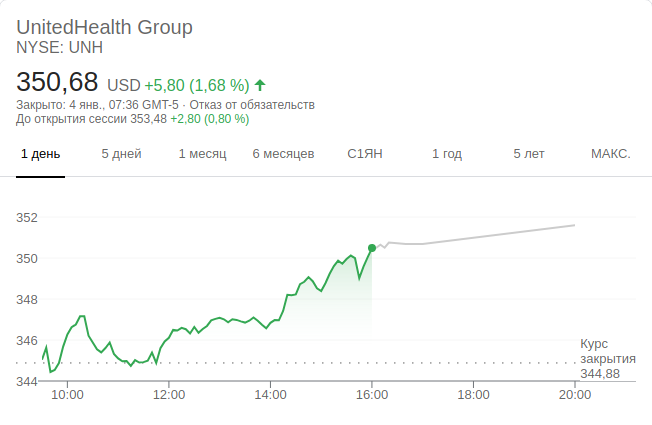 UnitedHealth Group
NYSE: UNH
350,68 USD +5,80 (1,68 %)
Закрыто: 4 янв., 07:36 GMT-5 · Отказ от обязательств
До открытия сессии 353,48 +2,80 (0,80 %)
1 день 5 дней 1 месяц 6 месяцев С1ЯН 1 год 5 лет МАКС.
352
350
348
346
344
Курс
закрытия
344,88
10:00 12:00 14:00 16:00 18:00 20:00